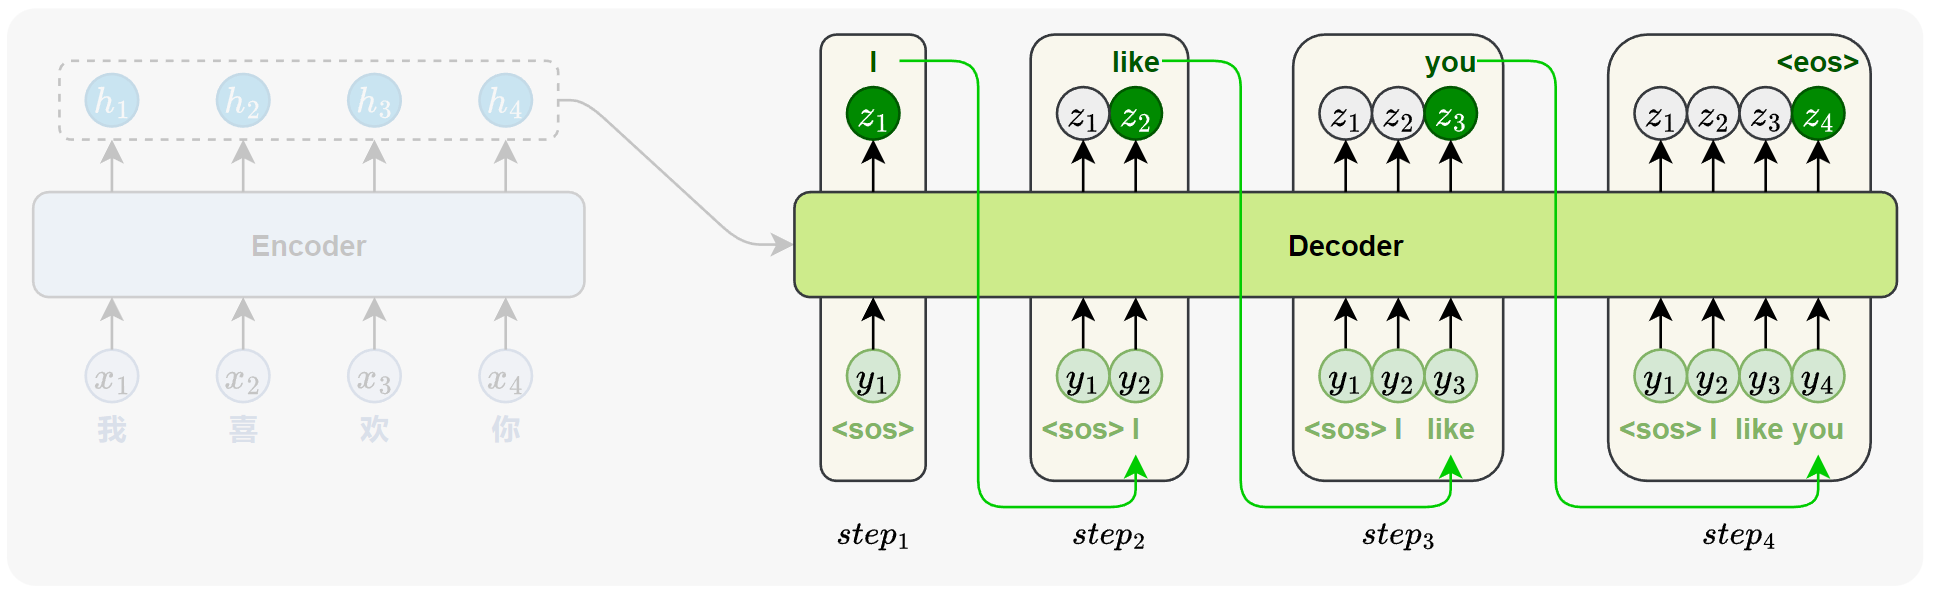 I like you <eos>
h₁ h₂ h₃ h₄
z₁ z₁ z₂ z₁ z₂ z₃ z₁ z₂ z₃ z₄
Encoder
Decoder
x₁ x₂ x₃ x₄
y₁ y₁ y₂ y₁ y₂ y₃ y₁ y₂ y₃ y₄
我 喜 欢 你
<sos> <sos> I <sos> I like <sos> I like you
step₁ step₂ step₃ step₄